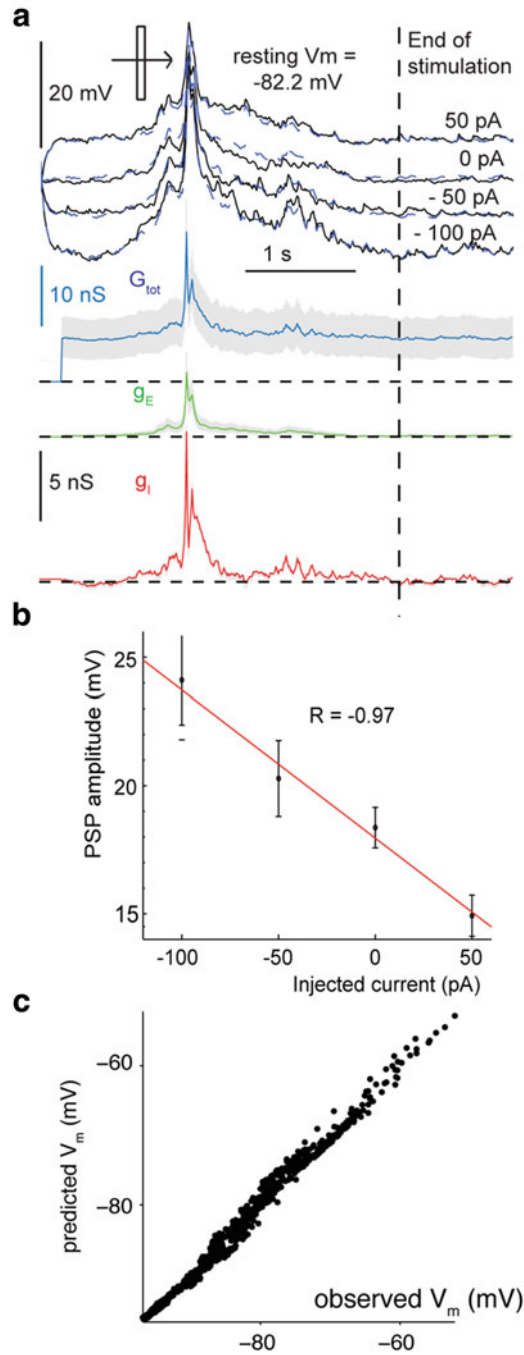 a
resting Vm =
-82.2 mV
End of
stimulation
20 mV
50 pA
0 pA
- 50 pA
- 100 pA
1 s
10 nS
Gtot
gE
5 nS
gI
b
25
20
15
PSP amplitude (mV)
R = -0.97
-100
-50
0
50
Injected current (pA)
c
−60
−80
predicted Vm (mV)
observed Vm (mV)
−80
−60